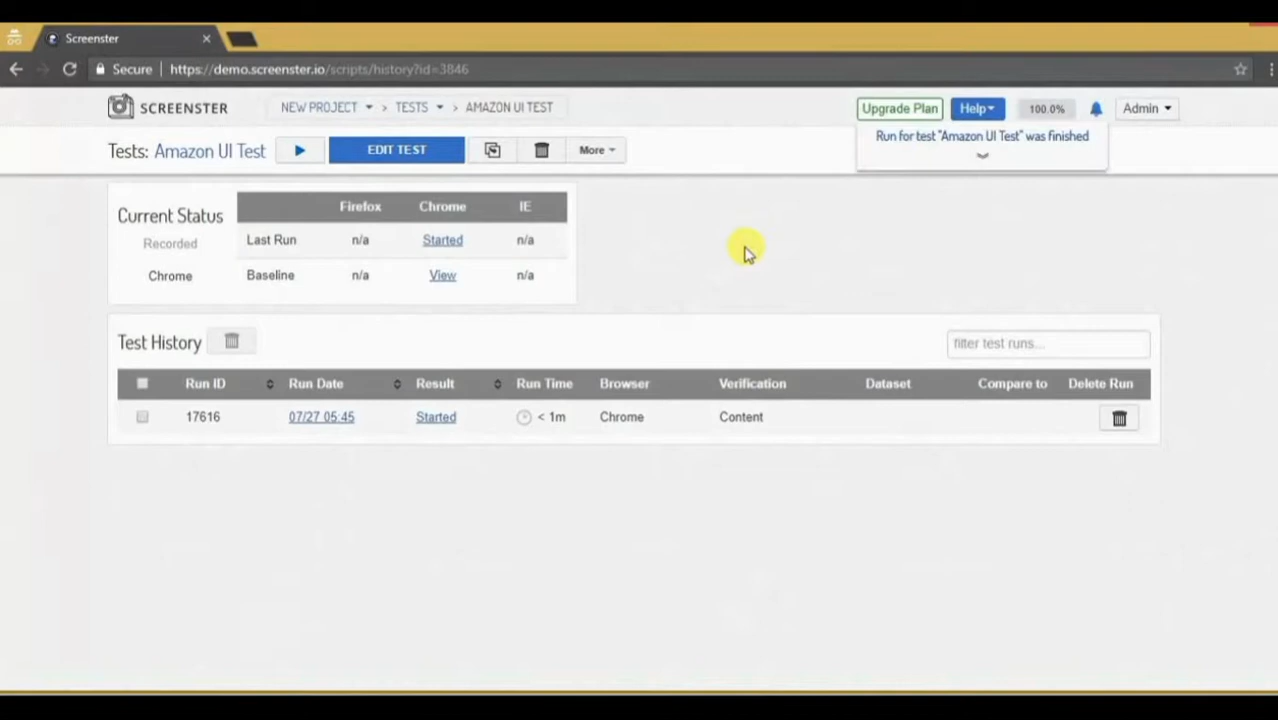 Screenster
Secure https://demo.screenster.io/scripts/history?id=3846
SCREENSTER NEW PROJECT > TESTS > AMAZON UI TEST Upgrade Plan Help 100.0% Admin
Run for test "Amazon UI Test" was finished
Tests: Amazon UI Test EDIT TEST More
Current Status Firefox Chrome IE
Recorded Last Run n/a Started n/a
Chrome Baseline n/a View n/a
Test History filter test runs...
Run ID Run Date Result Run Time Browser Verification Dataset Compare to Delete Run
17616 07/27 05:45 Started < 1m Chrome Content